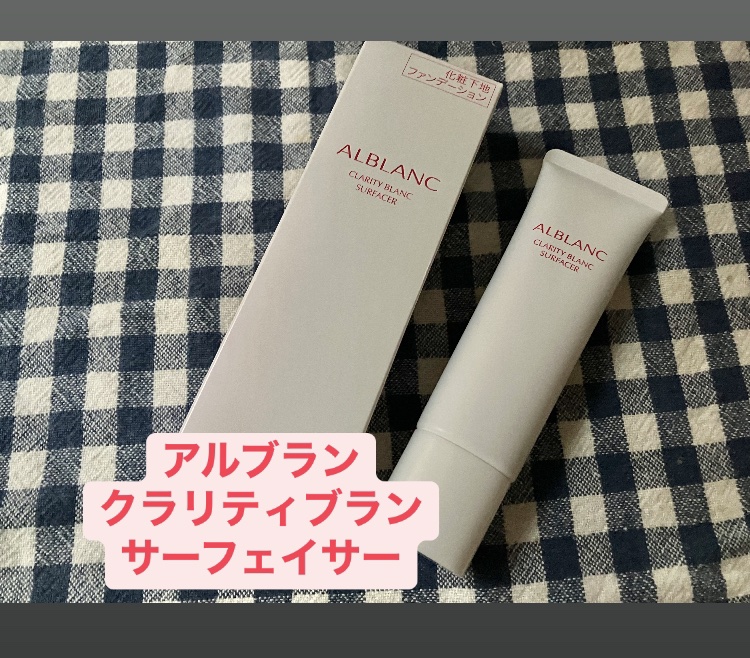 化粧下地
ファンデーション
ALBLANC
CLARITY BLANC
SURFACER
ALBLANC
CLARITY BLANC
SURFACER
アルブラン
クラリティブラン
サーフェイサー